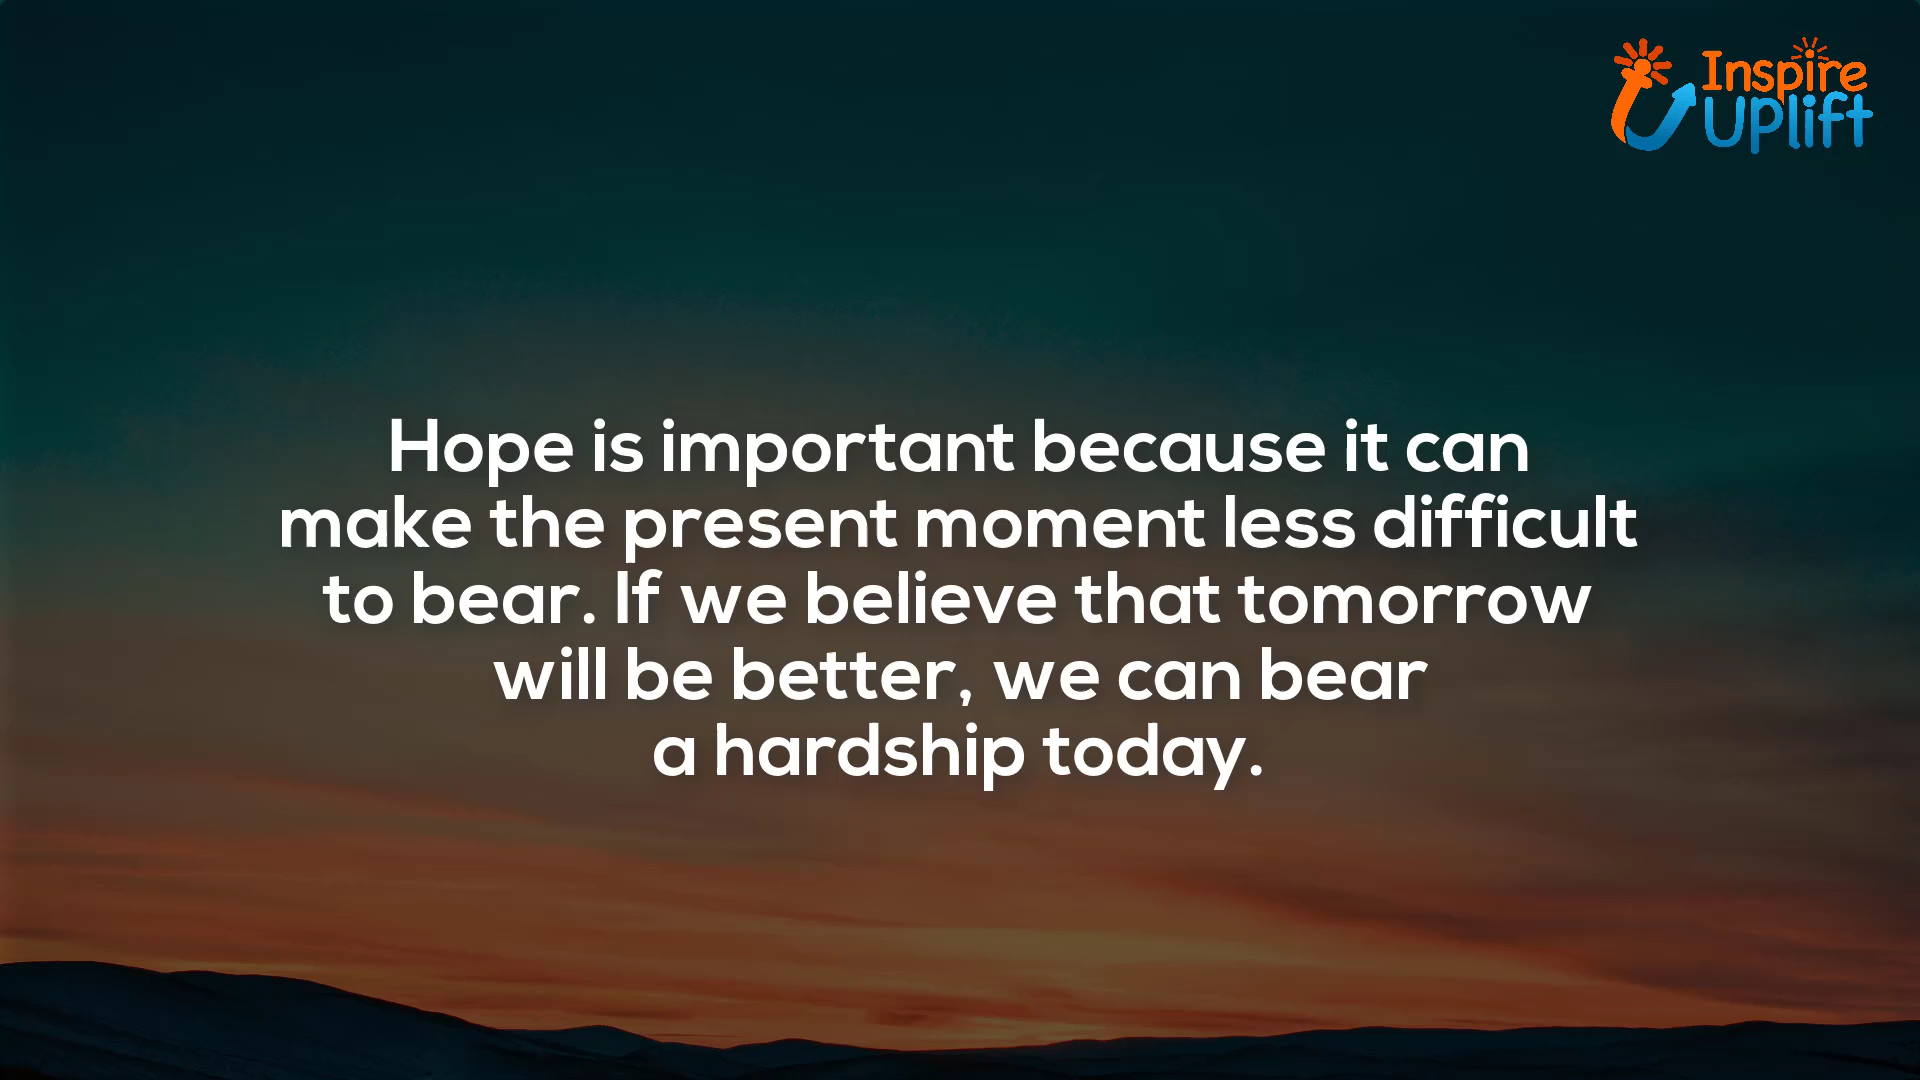 Inspire
Uplift
Hope is important because it can
make the present moment less difficult
to bear. If we believe that tomorrow
will be better, we can bear
a hardship today.